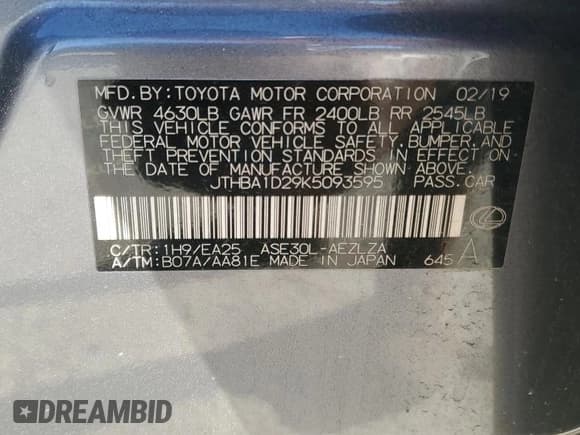 MFD. BY: TOYOTA MOTOR CORPORATION 02/19
GVWR 4630LB GAWR FR 2400LB RR 2545LB
THIS VEHICLE CONFORMS TO ALL APPLICABLE
FEDERAL MOTOR VEHICLE SAFETY, BUMPER, AND
THEFT PREVENTION STANDARDS IN EFFECT ON
THE DATE OF MANUFACTURE SHOWN ABOVE.
JTHBA1D29K5093595 PASS.CAR
C/TR: 1H9/EA25 ASE30L-AEZLZA
A/TM: B07A/AA81E MADE IN JAPAN 645 A
DREAMBID